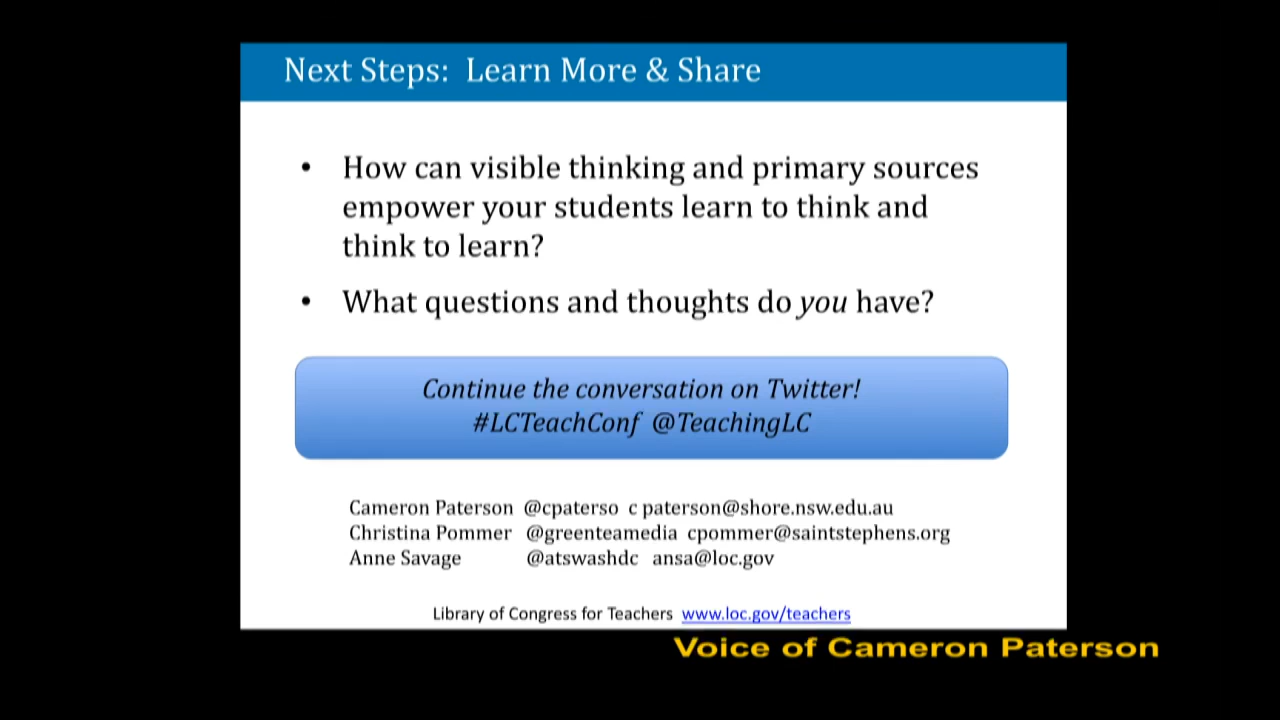 Next Steps: Learn More & Share
• How can visible thinking and primary sources
empower your students learn to think and
think to learn?
• What questions and thoughts do you have?
Continue the conversation on Twitter!
#LCTeachConf @TeachingLC
Cameron Paterson @cpaterso c paterson@shore.nsw.edu.au
Christina Pommer @greenteamedia cpommer@saintstephens.org
Anne Savage @atswashdc ansa@loc.gov
Library of Congress for Teachers www.loc.gov/teachers
Voice of Cameron Paterson